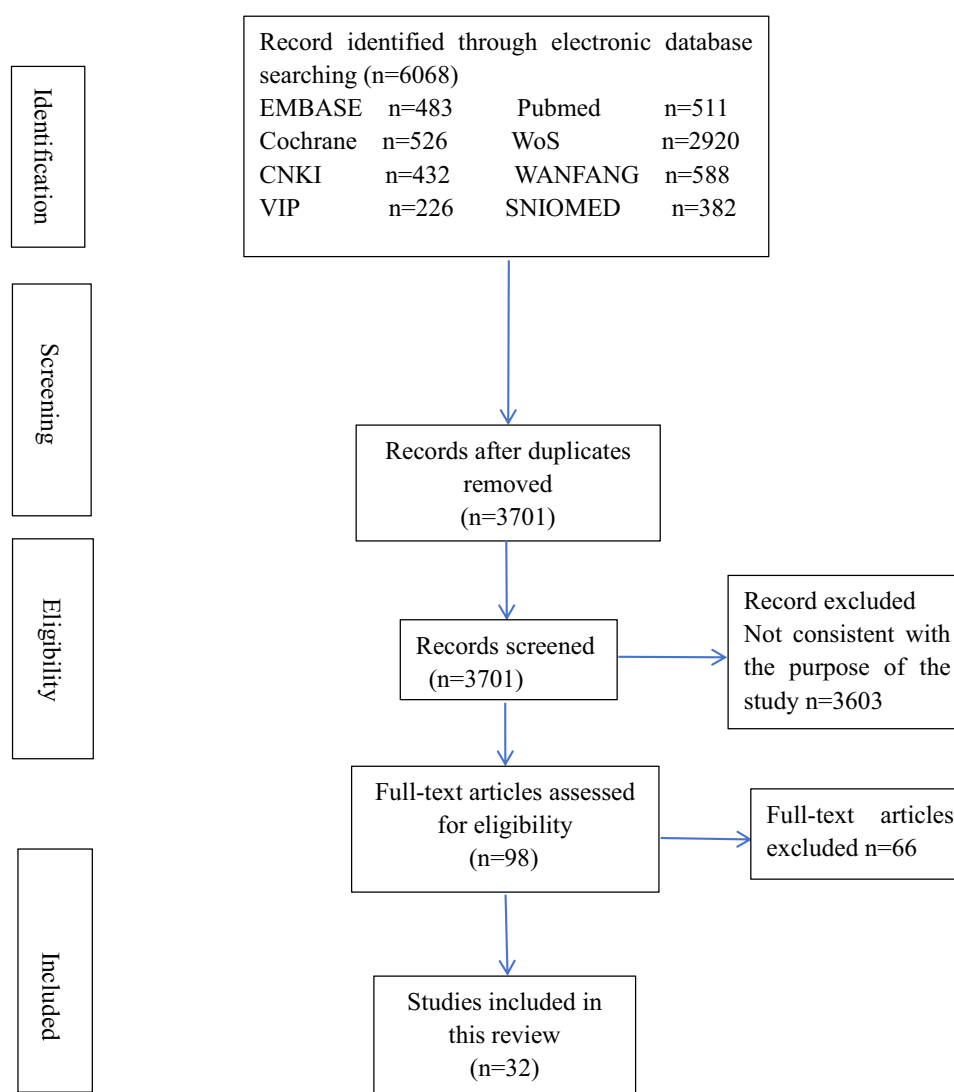 Identification
Record identified through electronic database
searching (n=6068)
EMBASE n=483 Pubmed n=511
Cochrane n=526 WoS n=2920
CNKI n=432 WANFANG n=588
VIP n=226 SNIOMED n=382
Screening
Records after duplicates
removed
(n=3701)
Eligibility
Records screened
(n=3701)
Record excluded
Not consistent with
the purpose of the
study n=3603
Full-text articles assessed
for eligibility
(n=98)
Full-text articles
excluded n=66
Included
Studies included in
this review
(n=32)